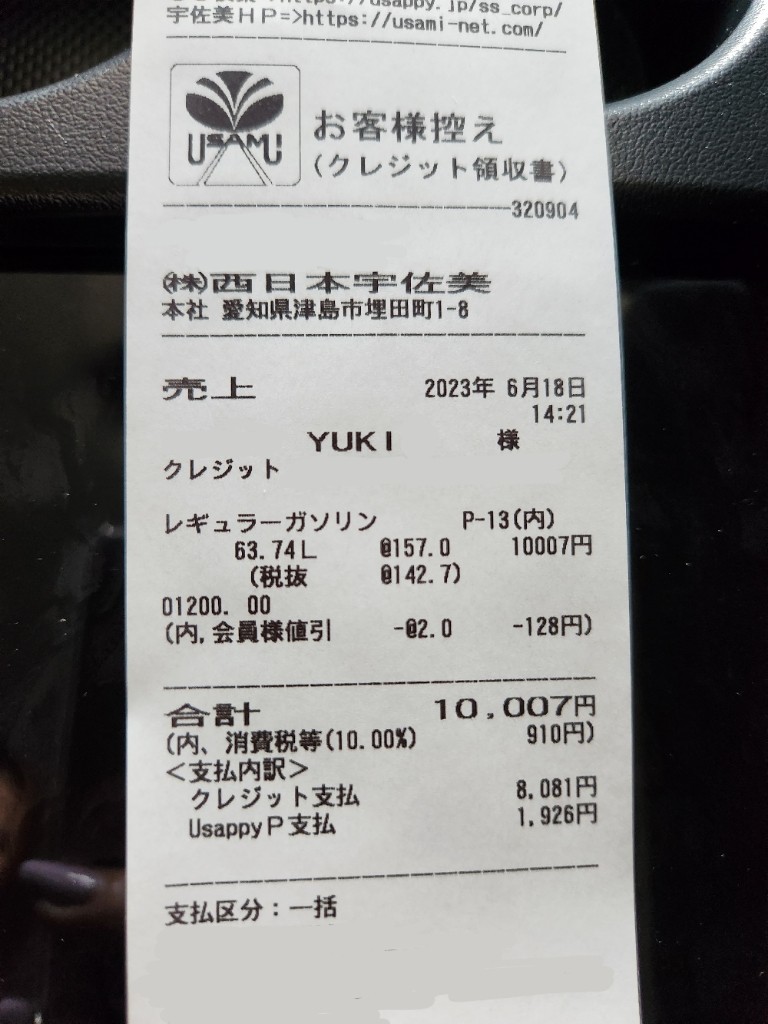 https://usappy.jp/ss_corp/
宇佐美HP=>https://usami-net.com/
USAMI
お客様控え
(クレジット領収書)
320904
㈱西日本宇佐美
本社 愛知県津島市埋田町1-8
売上 2023年 6月18日
14:21
YUKI 様
クレジット
レギュラーガソリン P-13(内)
63.74L @157.0 10007円
(税抜 @142.7)
01200. 00
(内,会員様値引 -@2.0 -128円)
合計 10,007円
(内、消費税等(10.00%) 910円)
<支払内訳>
クレジット支払 8,081円
UsappyP支払 1,926円
支払区分:一括